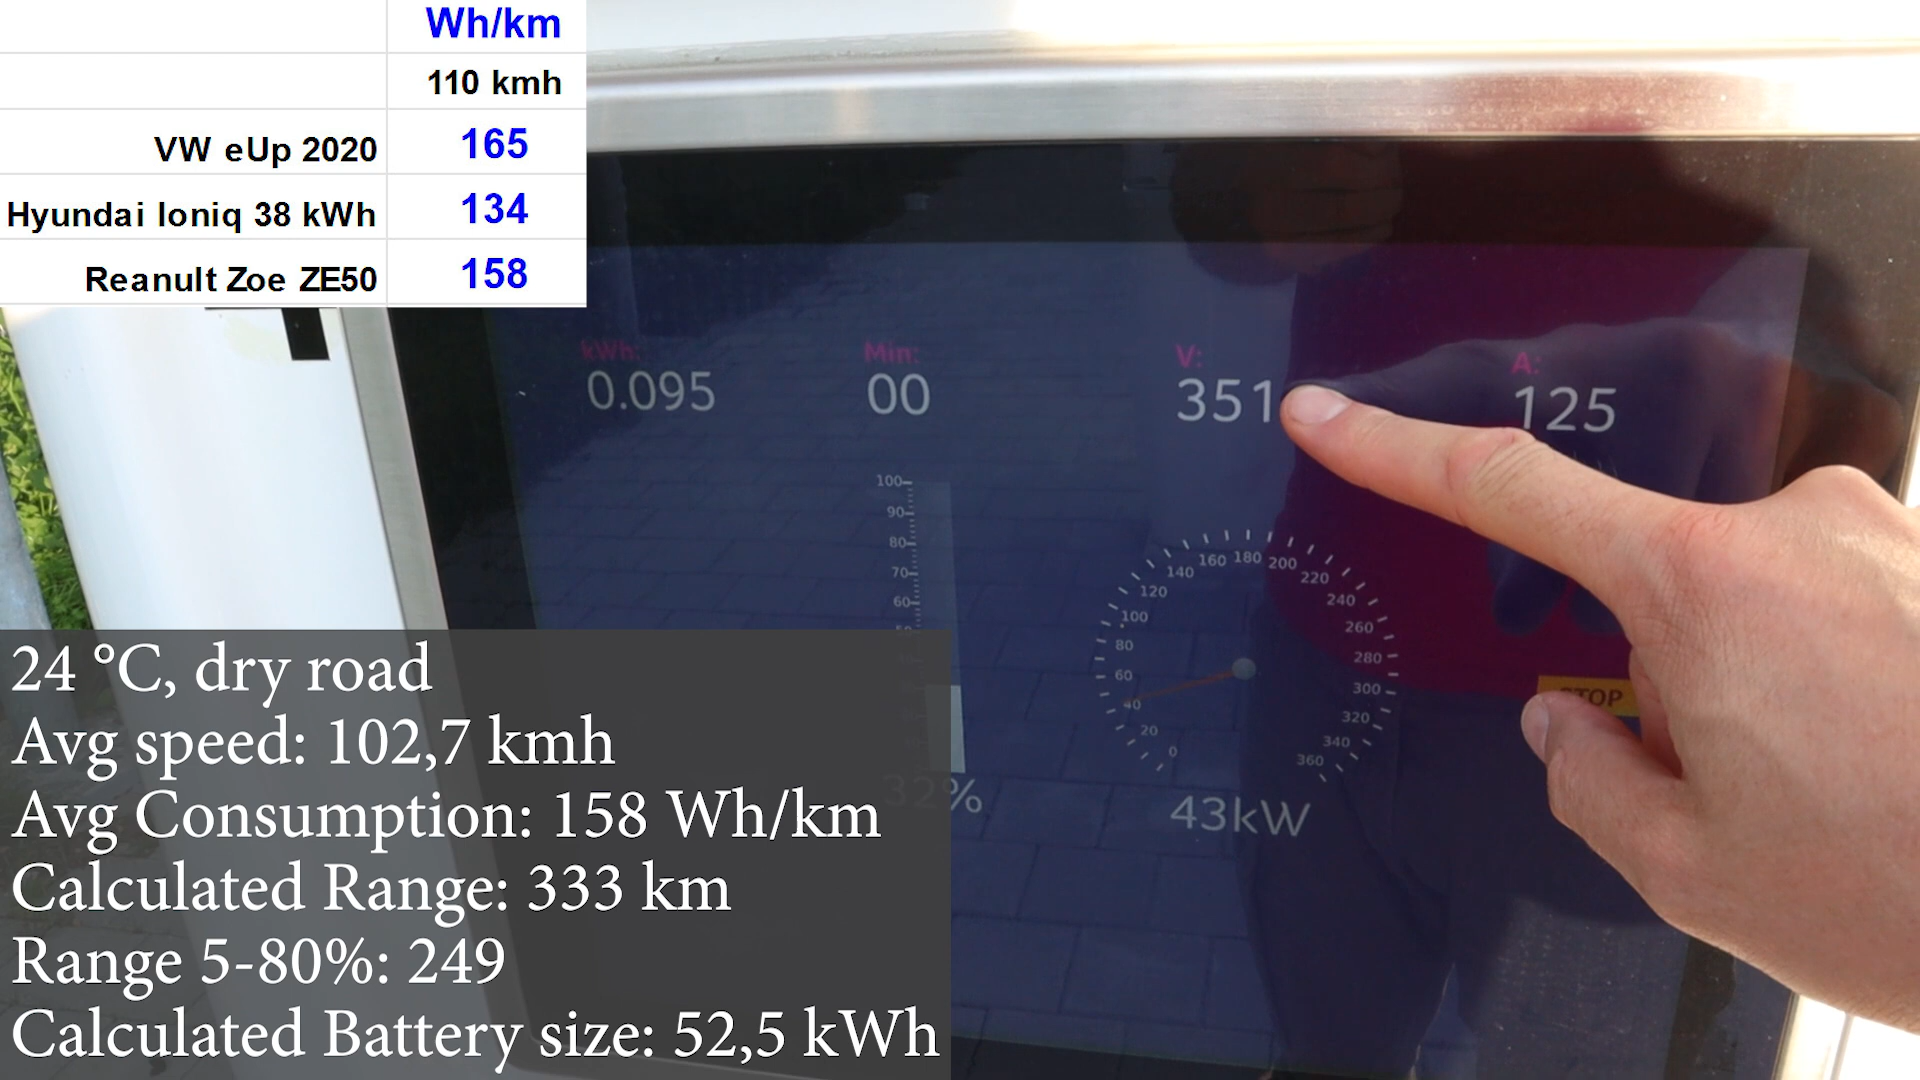 Wh/km
110 kmh
VW eUp 2020 165
Hyundai Ioniq 38 kWh 134
Reanult Zoe ZE50 158
kWh: Min: V: A:
0.095 00 351 125
100
90
80
70
60
0 20 40 60 80 100 120 140 160 180 200 220 240 260 280 300 320 340 360
STOP
32%
43kW
24 °C, dry road
Avg speed: 102,7 kmh
Avg Consumption: 158 Wh/km
Calculated Range: 333 km
Range 5-80%: 249
Calculated Battery size: 52,5 kWh